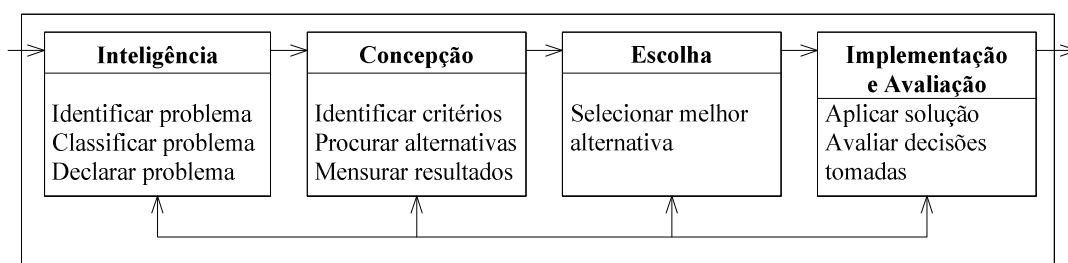 Inteligência
Identificar problema
Classificar problema
Declarar problema
Concepção
Identificar critérios
Procurar alternativas
Mensurar resultados
Escolha
Selecionar melhor
alternativa
Implementação
e Avaliação
Aplicar solução
Avaliar decisões
tomadas